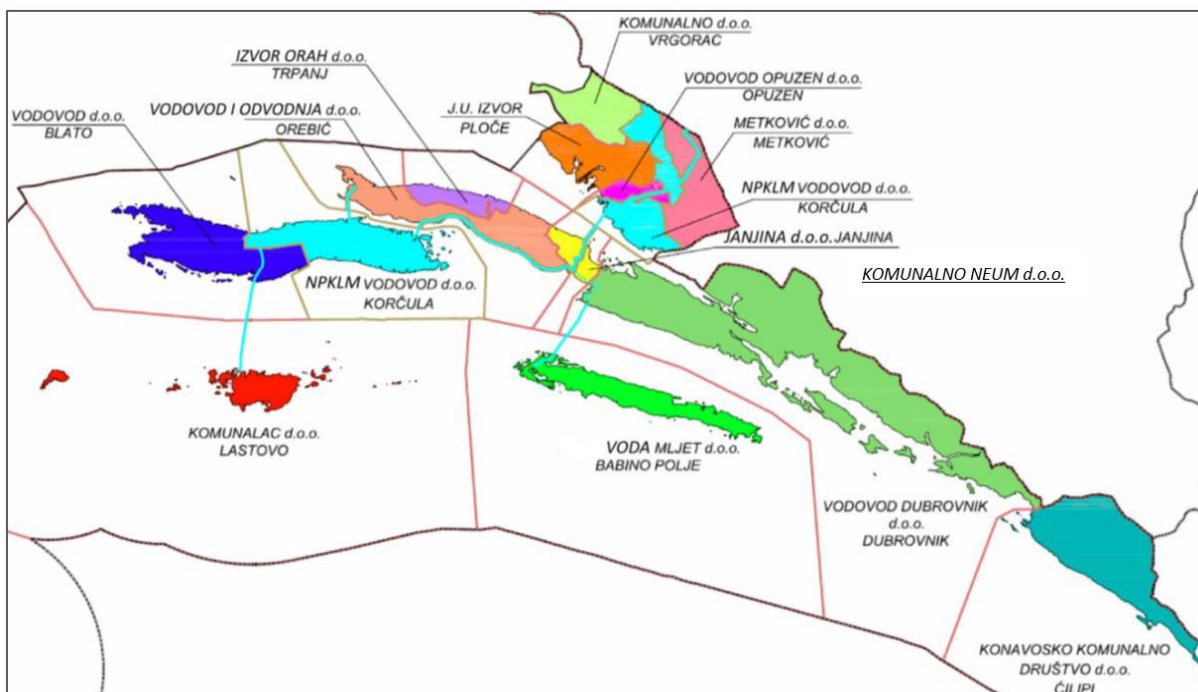 KOMUNALNO d.o.o.
VRGORAC
IZVOR ORAH d.o.o.
TRPANJ
VODOVOD OPUZEN d.o.o.
OPUZEN
VODOVOD I ODVODNJA d.o.o.
OREBIĆ
J.U. IZVOR
PLOČE
VODOVOD d.o.o.
BLATO
METKOVIĆ d.o.o.
METKOVIĆ
NPKLM VODOVOD d.o.o.
KORČULA
JANJINA d.o.o. JANJINA
KOMUNALNO NEUM d.o.o.
NPKLM VODOVOD d.o.o.
KORČULA
KOMUNALAC d.o.o.
LASTOVO
VODA MLJET d.o.o.
BABINO POLJE
VODOVOD DUBROVNIK
d.o.o.
DUBROVNIK
KONAVOSKO KOMUNALNO
DRUŠTVO d.o.o.
ČILIPI